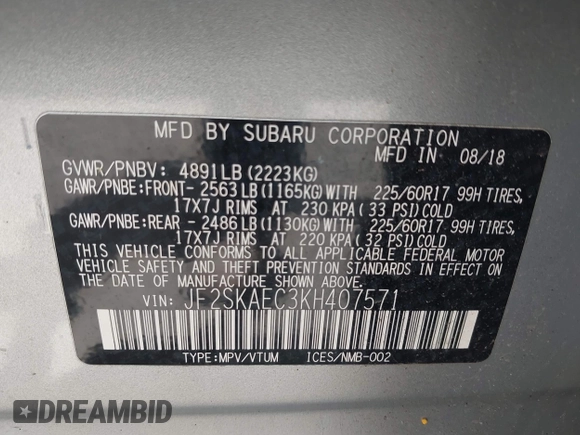 MFD BY SUBARU CORPORATION
MFD IN 08/18
GVWR/PNBV: 4891LB (2223KG)
GAWR/PNBE:FRONT- 2563LB(1165KG)WITH 225/60R17 99H TIRES,
17X7J RIMS AT 230 KPA (33 PSI)COLD
GAWR/PNBE:REAR - 2486LB(1130KG)WITH 225/60R17 99H TIRES,
17X7J RIMS AT 220 KPA (32 PSI)COLD
THIS VEHICLE CONFORMS TO ALL APPLICABLE FEDERAL MOTOR
VEHICLE SAFETY AND THEFT PREVENTION STANDARDS IN EFFECT ON
THE DATE OF MANUFACTURE SHOWN ABOVE.
VIN: JF2SKAEC3KH407571
TYPE:MPV/VTUM ICES/NMB-002
DREAMBID